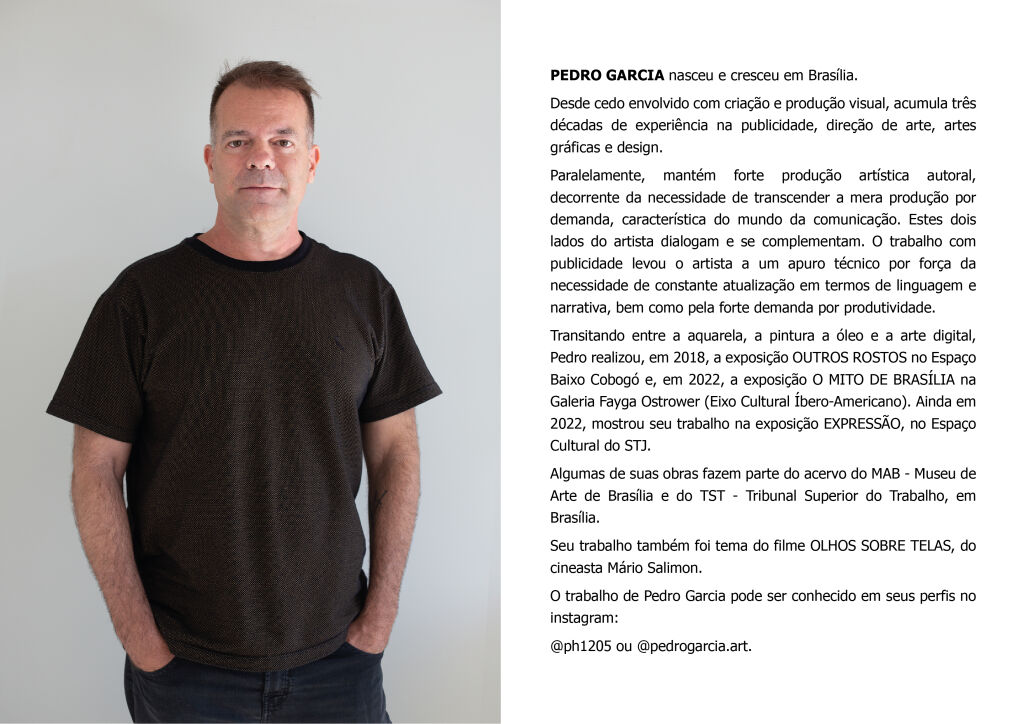 PEDRO GARCIA nasceu e cresceu em Brasília.
Desde cedo envolvido com criação e produção visual, acumula três
décadas de experiência na publicidade, direção de arte, artes
gráficas e design.
Paralelamente, mantém forte produção artística autoral,
decorrente da necessidade de transcender a mera produção por
demanda, característica do mundo da comunicação. Estes dois
lados do artista dialogam e se complementam. O trabalho com
publicidade levou o artista a um apuro técnico por força da
necessidade de constante atualização em termos de linguagem e
narrativa, bem como pela forte demanda por produtividade.
Transitando entre a aquarela, a pintura a óleo e a arte digital,
Pedro realizou, em 2018, a exposição OUTROS ROSTOS no Espaço
Baixo Cobogó e, em 2022, a exposição O MITO DE BRASÍLIA na
Galeria Fayga Ostrower (Eixo Cultural Íbero-Americano). Ainda em
2022, mostrou seu trabalho na exposição EXPRESSÃO, no Espaço
Cultural do STJ.
Algumas de suas obras fazem parte do acervo do MAB - Museu de
Arte de Brasília e do TST - Tribunal Superior do Trabalho, em
Brasília.
Seu trabalho também foi tema do filme OLHOS SOBRE TELAS, do
cineasta Mário Salimon.
O trabalho de Pedro Garcia pode ser conhecido em seus perfis no
instagram:
@ph1205 ou @pedrogarcia.art.